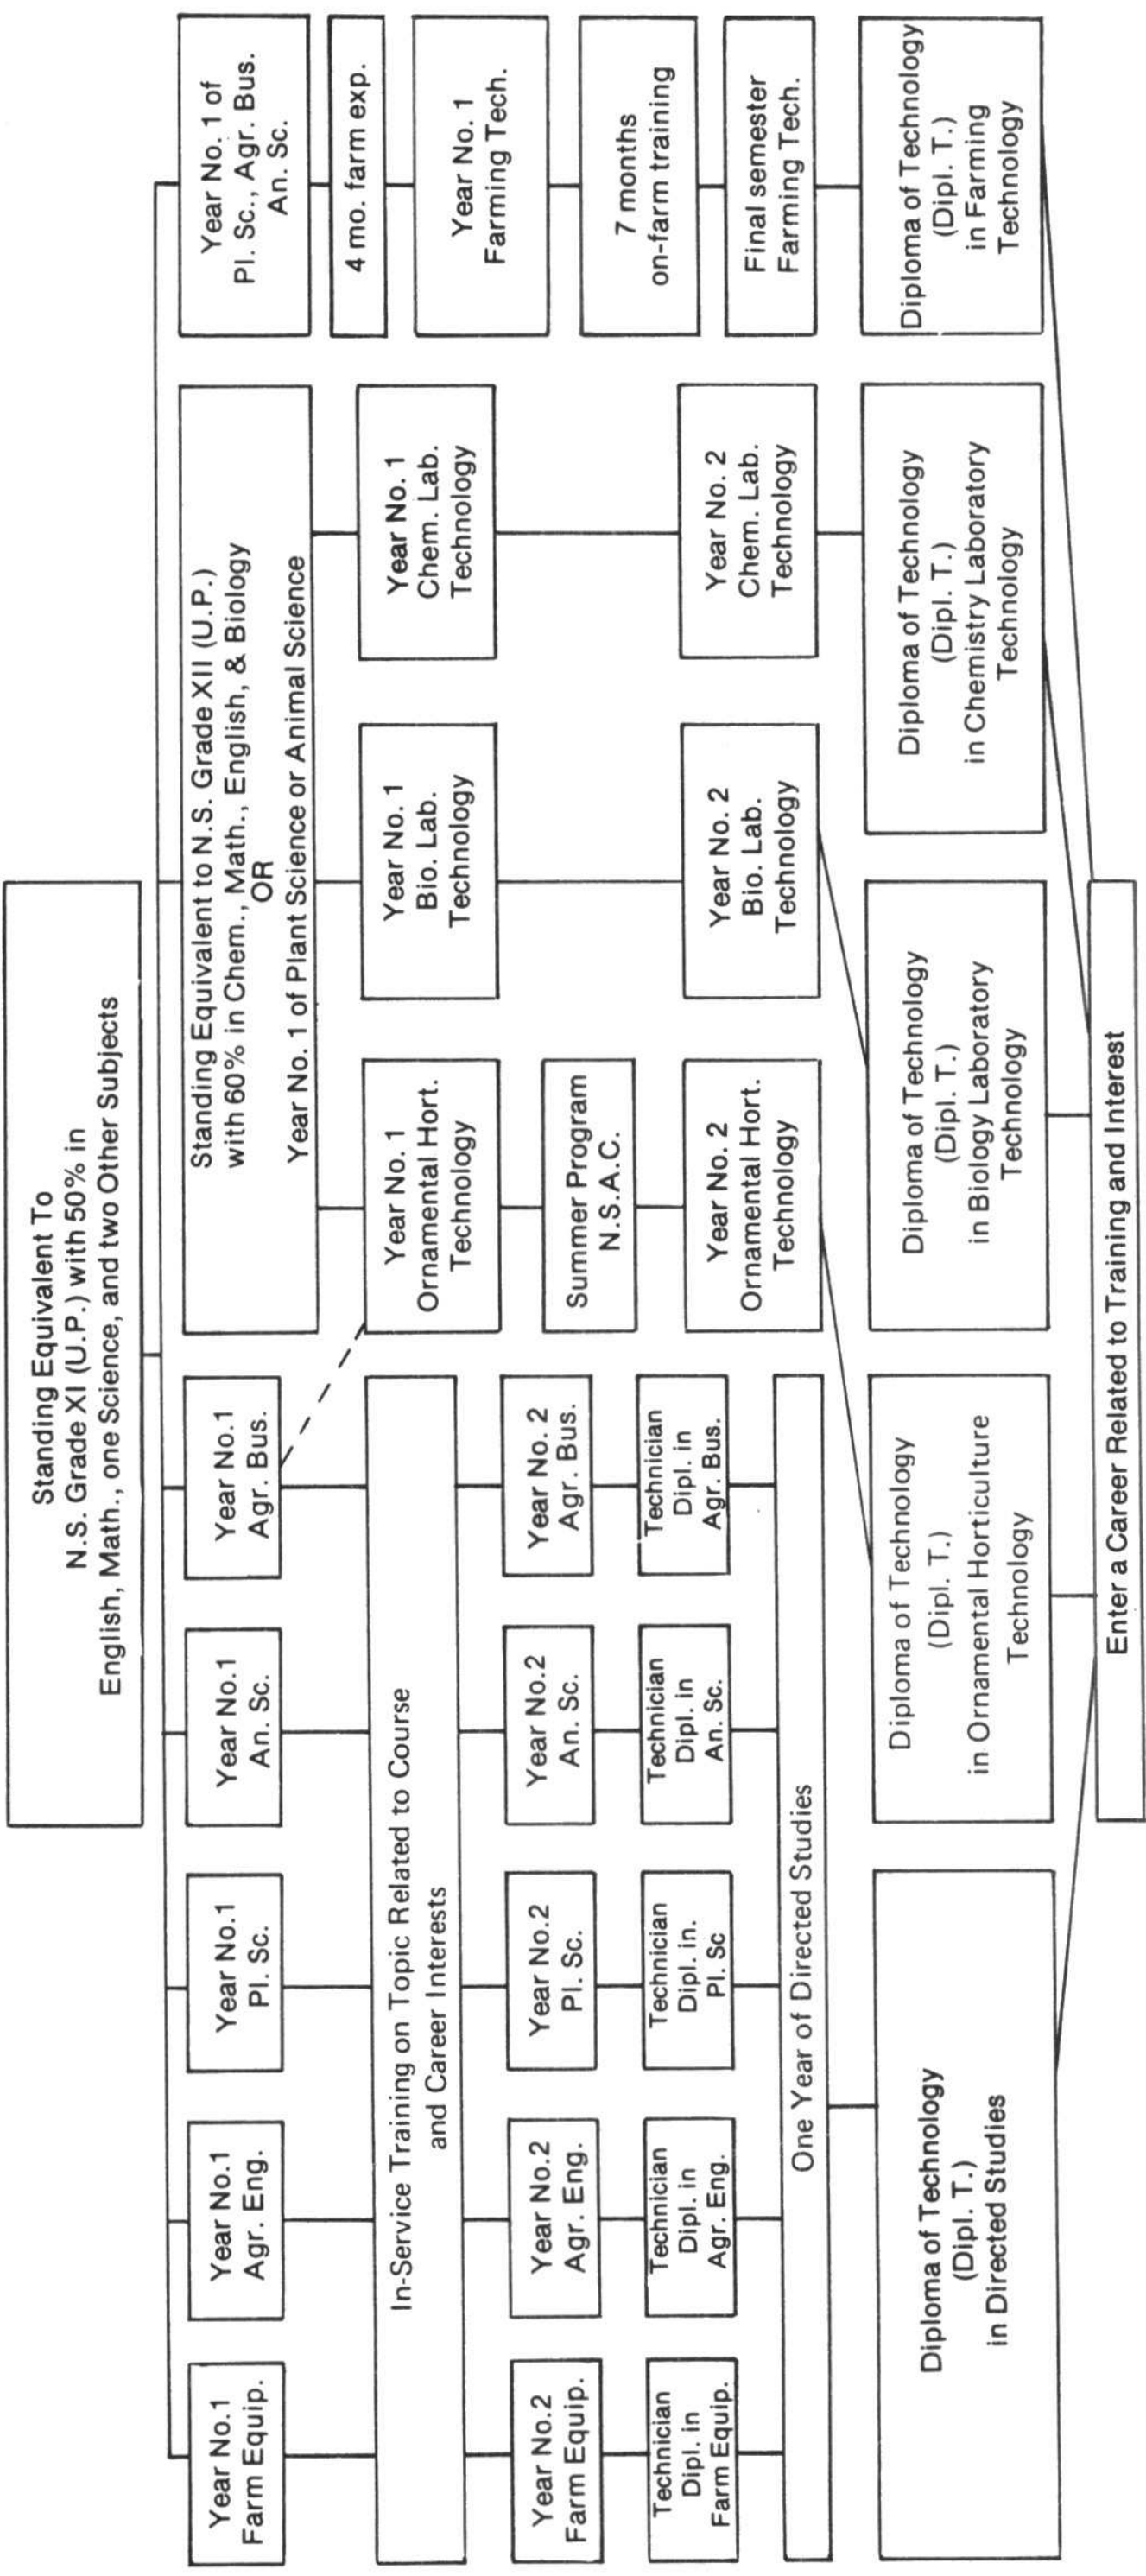 Standing Equivalent To
N.S. Grade XI (U.P.) with 50% in
English, Math., one Science, and two Other Subjects
Year No.1
Farm Equip.
Year No.1
Agr. Eng.
Year No.1
Pl. Sc.
Year No.1
An. Sc.
Year No.1
Agr. Bus.
Standing Equivalent to N.S. Grade XII (U.P.)
with 60% in Chem., Math., English, & Biology
OR
Year No. 1 of Plant Science or Animal Science
Year No. 1 of
Pl. Sc., Agr. Bus.
An. Sc.
4 mo. farm exp.
In-Service Training on Topic Related to Course
and Career Interests
Year No. 1
Ornamental Hort.
Technology
Year No. 1
Bio. Lab.
Technology
Year No. 1
Chem. Lab.
Technology
Year No. 1
Farming Tech.
Year No.2
Farm Equip.
Year No.2
Agr. Eng.
Year No.2
Pl. Sc.
Year No.2
An. Sc.
Year No. 2
Agr. Bus.
Summer Program
N.S.A.C.
7 months
on-farm training
Technician
Dipl. in
Farm Equip.
Technician
Dipl. in
Agr. Eng.
Technician
Dipl. in.
Pl. Sc
Technician
Dipl. in
An. Sc.
Technician
Dipl. in
Agr. Bus.
Year No. 2
Ornamental Hort.
Technology
Year No. 2
Bio. Lab.
Technology
Year No. 2
Chem. Lab.
Technology
Final semester
Farming Tech.
One Year of Directed Studies
Diploma of Technology
(Dipl. T.)
in Directed Studies
Diploma of Technology
(Dipl. T.)
in Ornamental Horticulture
Technology
Diploma of Technology
(Dipl. T.)
in Biology Laboratory
Technology
Diploma of Technology
(Dipl. T.)
in Chemistry Laboratory
Technology
Diploma of Technology
(Dipl. T.)
in Farming
Technology
Enter a Career Related to Training and Interest